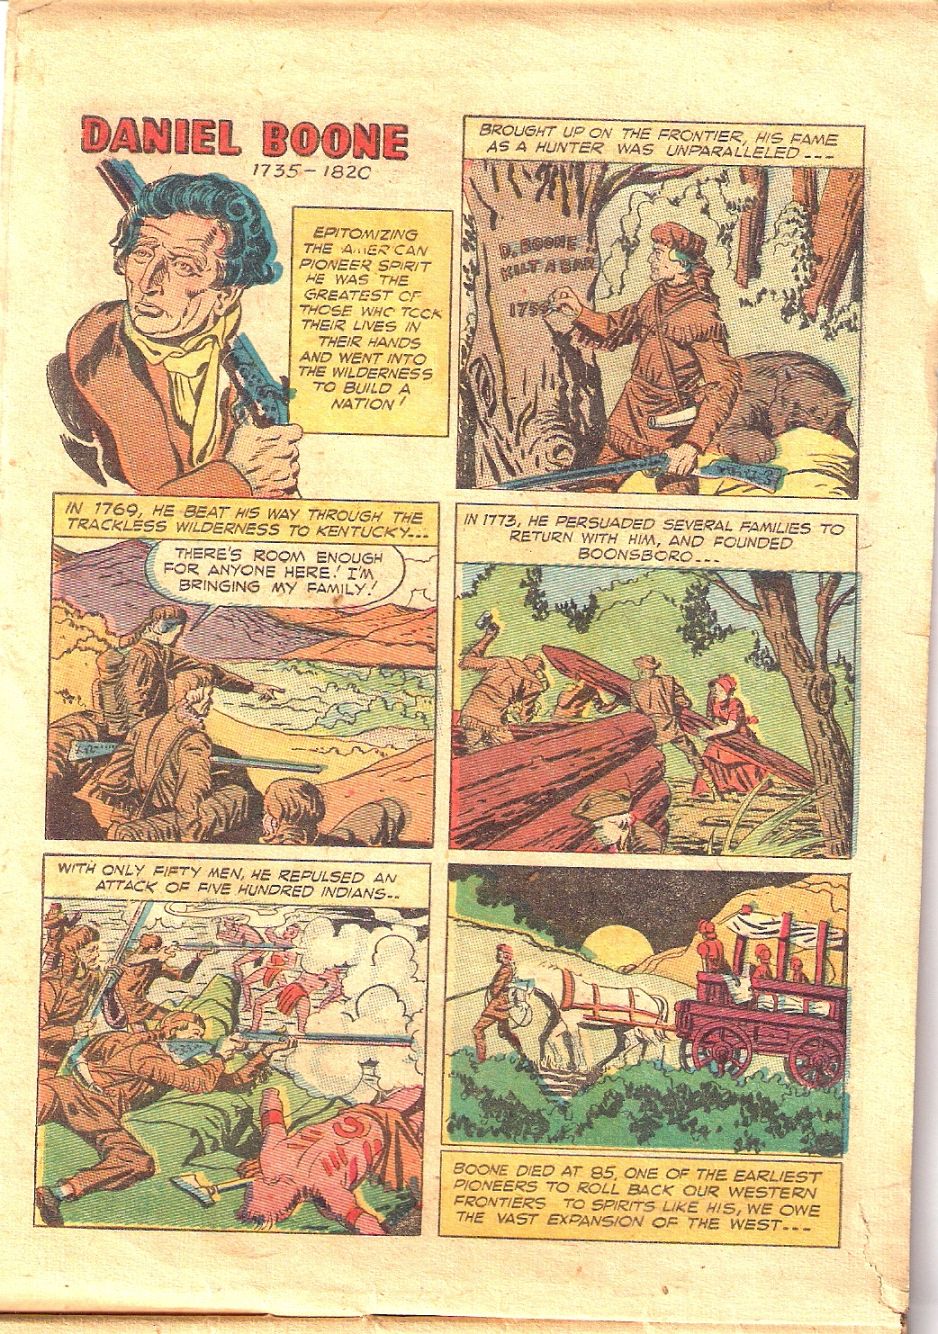 DANIEL BOONE
1735-1820
EPITOMIZING
THE AMERICAN
PIONEER SPIRIT
HE WAS THE
GREATEST OF
THOSE WHO TOOK
THEIR LIVES IN
THEIR HANDS
AND WENT INTO
THE WILDERNESS
TO BUILD A
NATION!
BROUGHT UP ON THE FRONTIER, HIS FAME
AS A HUNTER WAS UNPARALLELED ---
D. BOONE
KILT A BAR
175
IN 1769, HE BEAT HIS WAY THROUGH THE
TRACKLESS WILDERNESS TO KENTUCKY...
THERE'S ROOM ENOUGH
FOR ANYONE HERE! I'M
BRINGING MY FAMILY!
IN 1773, HE PERSUADED SEVERAL FAMILIES TO
RETURN WITH HIM, AND FOUNDED
BOONSBORO---
WITH ONLY FIFTY MEN, HE REPULSED AN
ATTACK OF FIVE HUNDRED INDIANS--
BOONE DIED AT 85, ONE OF THE EARLIEST
PIONEERS TO ROLL BACK OUR WESTERN
FRONTIERS TO SPIRITS LIKE HIS, WE OWE
THE VAST EXPANSION OF THE WEST---